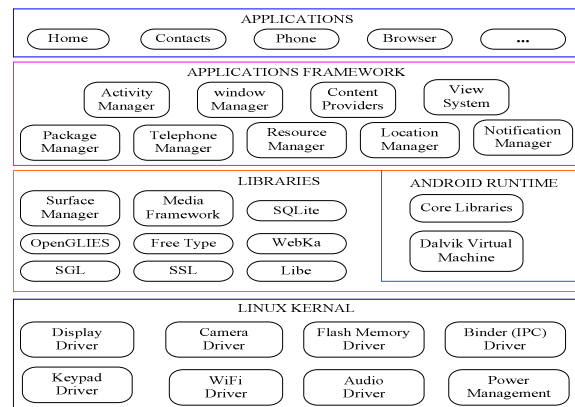 APPLICATIONS
Home Contacts Phone Browser ...
APPLICATIONS FRAMEWORK
Activity Manager window Manager Content Providers View System
Package Manager Telephone Manager Resource Manager Location Manager Notification Manager
LIBRARIES
Surface Manager Media Framework SQLite
OpenGLIES Free Type WebKa
SGL SSL Libe
ANDROID RUNTIME
Core Libraries
Dalvik Virtual Machine
LINUX KERNAL
Display Driver Camera Driver Flash Memory Driver Binder (IPC) Driver
Keypad Driver WiFi Driver Audio Driver Power Management